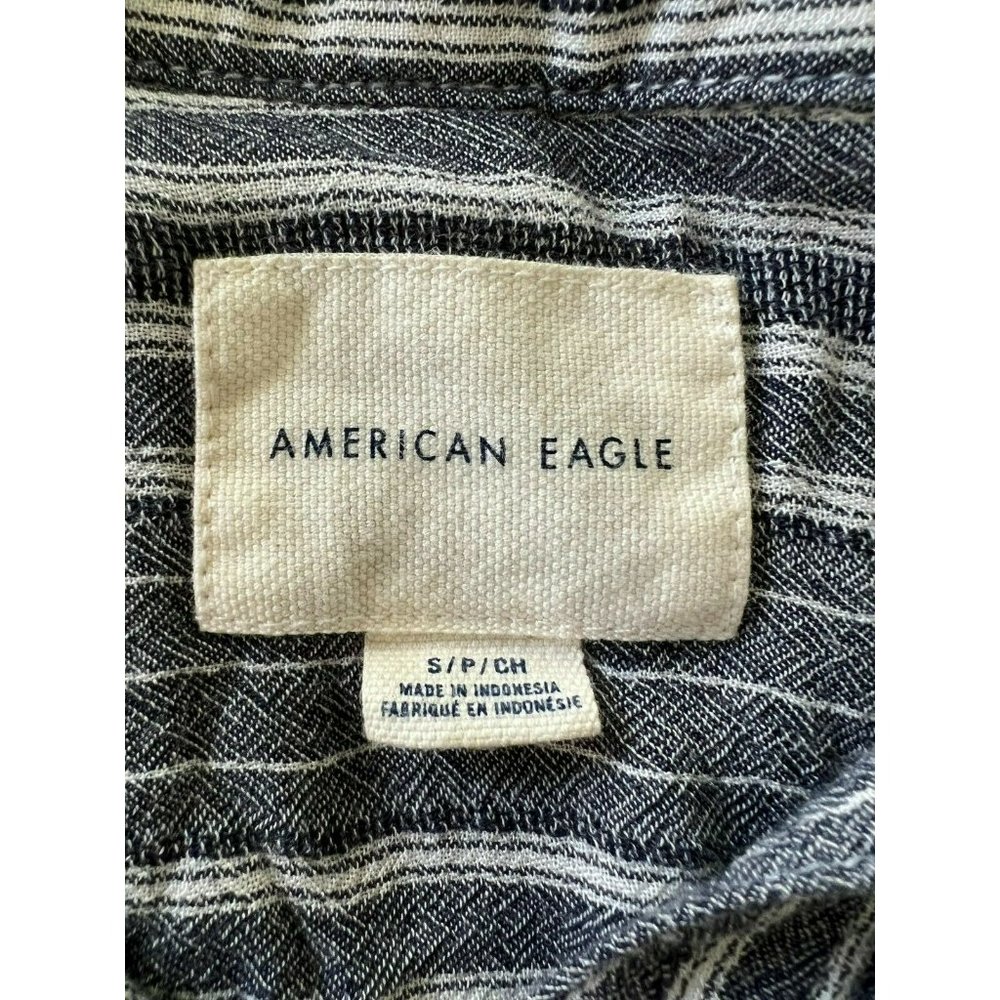 AMERICAN EAGLE
S/P/CH
MADE IN INDONESIA
FABRIQUÉ EN INDONÉSIE